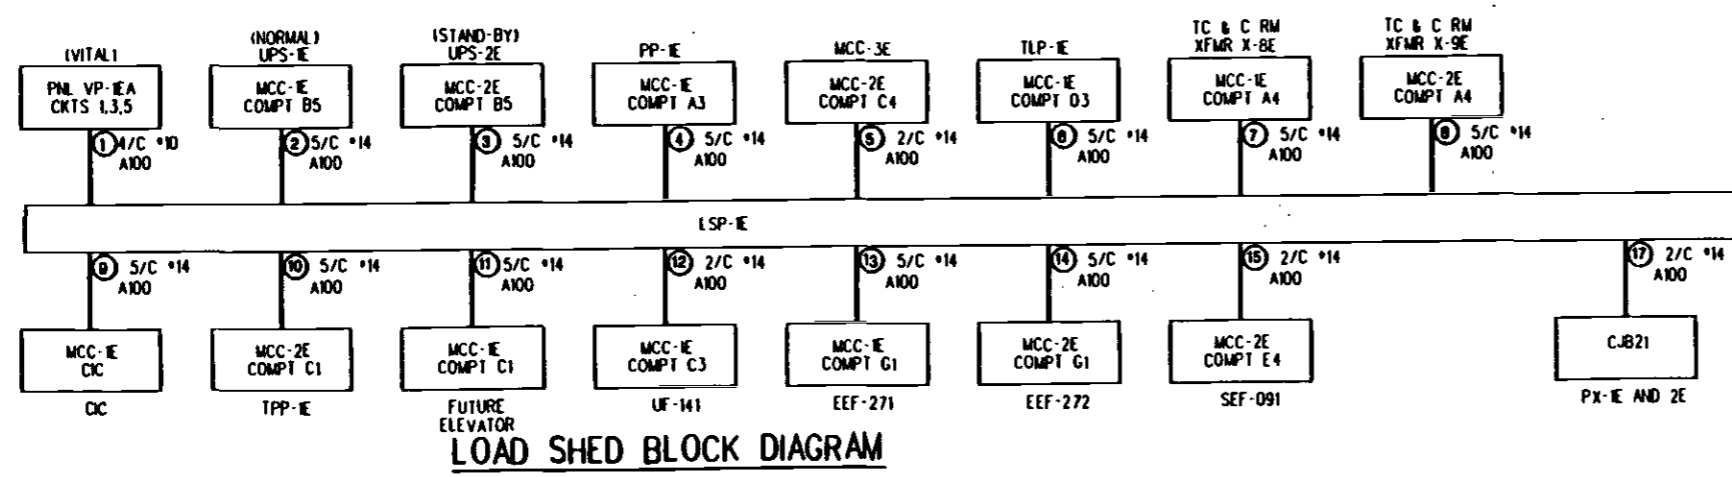 (VITAL)
PNL VP-1EA
CKTS 1,3,5
1 4/C #10
A100
(NORMAL)
UPS-1E
MCC-1E
COMPT B5
2 5/C #14
A100
(STAND-BY)
UPS-2E
MCC-2E
COMPT B5
3 5/C #14
A100
PP-1E
MCC-1E
COMPT A3
4 5/C #14
A100
MCC-3E
MCC-2E
COMPT C4
5 2/C #14
A100
TLP-1E
MCC-1E
COMPT D3
6 5/C #14
A100
TC & C RM
XFMR X-8E
MCC-1E
COMPT A4
7 5/C #14
A100
TC & C RM
XFMR X-9E
MCC-2E
COMPT A4
8 5/C #14
A100
LSP-1E
9 5/C #14
A100
MCC-1E
C1C
C1C
10 5/C #14
A100
MCC-2E
COMPT C1
TPP-1E
11 5/C #14
A100
MCC-1E
COMPT C1
FUTURE
ELEVATOR
12 2/C #14
A100
MCC-1E
COMPT C3
UF-141
13 5/C #14
A100
MCC-1E
COMPT G1
EEF-271
14 5/C #14
A100
MCC-2E
COMPT G1
EEF-272
15 2/C #14
A100
MCC-2E
COMPT E4
SEF-091
17 2/C #14
A100
CJB21
PX-1E AND 2E
LOAD SHED BLOCK DIAGRAM